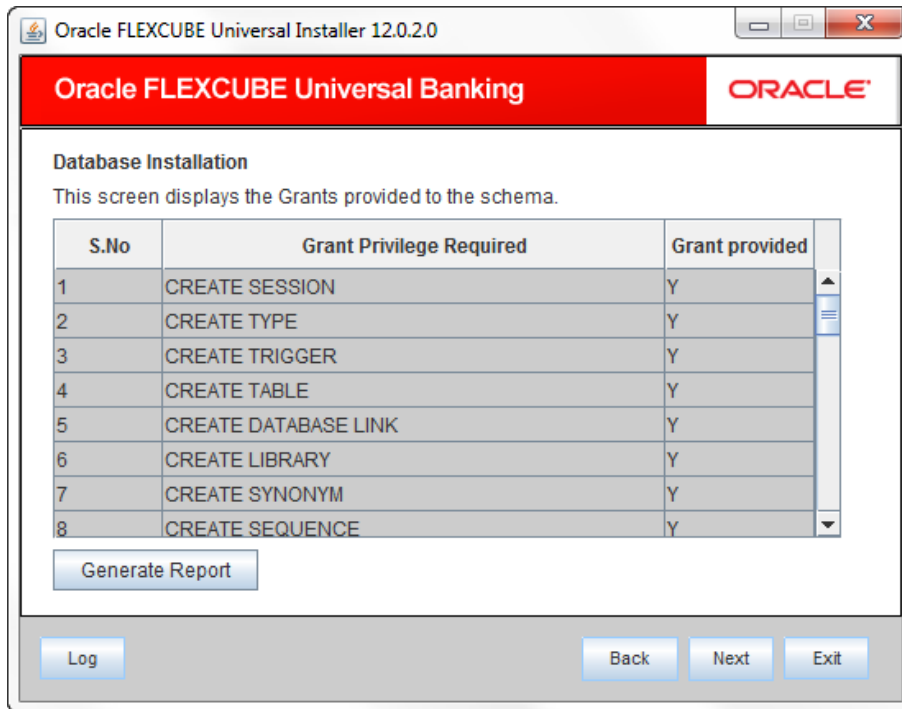 Oracle FLEXCUBE Universal Installer 12.0.2.0
Oracle FLEXCUBE Universal Banking
ORACLE
Database Installation
This screen displays the Grants provided to the schema.
S.No Grant Privilege Required Grant provided
1 CREATE SESSION Y
2 CREATE TYPE Y
3 CREATE TRIGGER Y
4 CREATE TABLE Y
5 CREATE DATABASE LINK Y
6 CREATE LIBRARY Y
7 CREATE SYNONYM Y
8 CREATE SEQUENCE Y
Generate Report
Log Back Next Exit